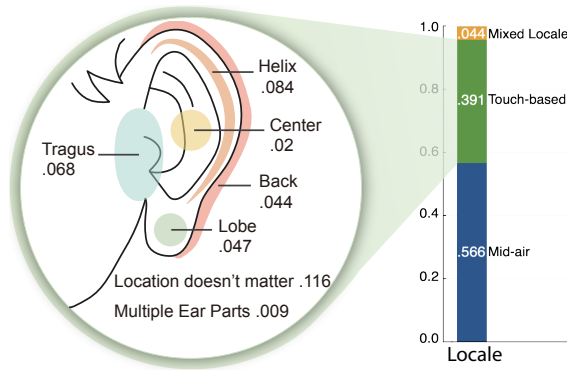 Helix
.084
Center
.02
Tragus
.068
Back
.044
Lobe
.047
Location doesn't matter .116
Multiple Ear Parts .009
1.0
0.8
0.6
0.4
0.2
0.0
.044 Mixed Locale
.391 Touch-based
.566 Mid-air
Locale